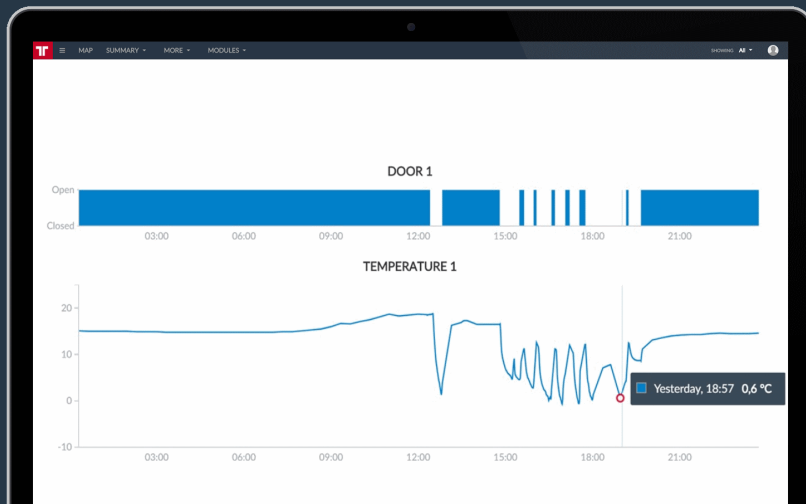 MAP SUMMARY MORE MODULES SHOWING All
DOOR 1
Open
Closed
03:00 06:00 09:00 12:00 15:00 18:00 21:00
TEMPERATURE 1
20
10
0
-10
Yesterday, 18:57 0,6 °C
03:00 06:00 09:00 12:00 15:00 18:00 21:00